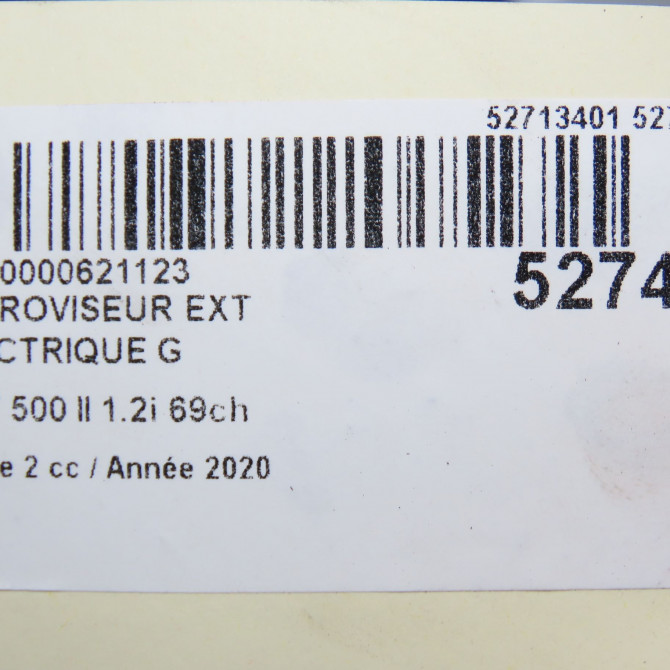 52713401 527
0000621123
5274
ROVISEUR EXT
CTRIQUE G
500 II 1.2i 69ch
e 2 cc / Année 2020